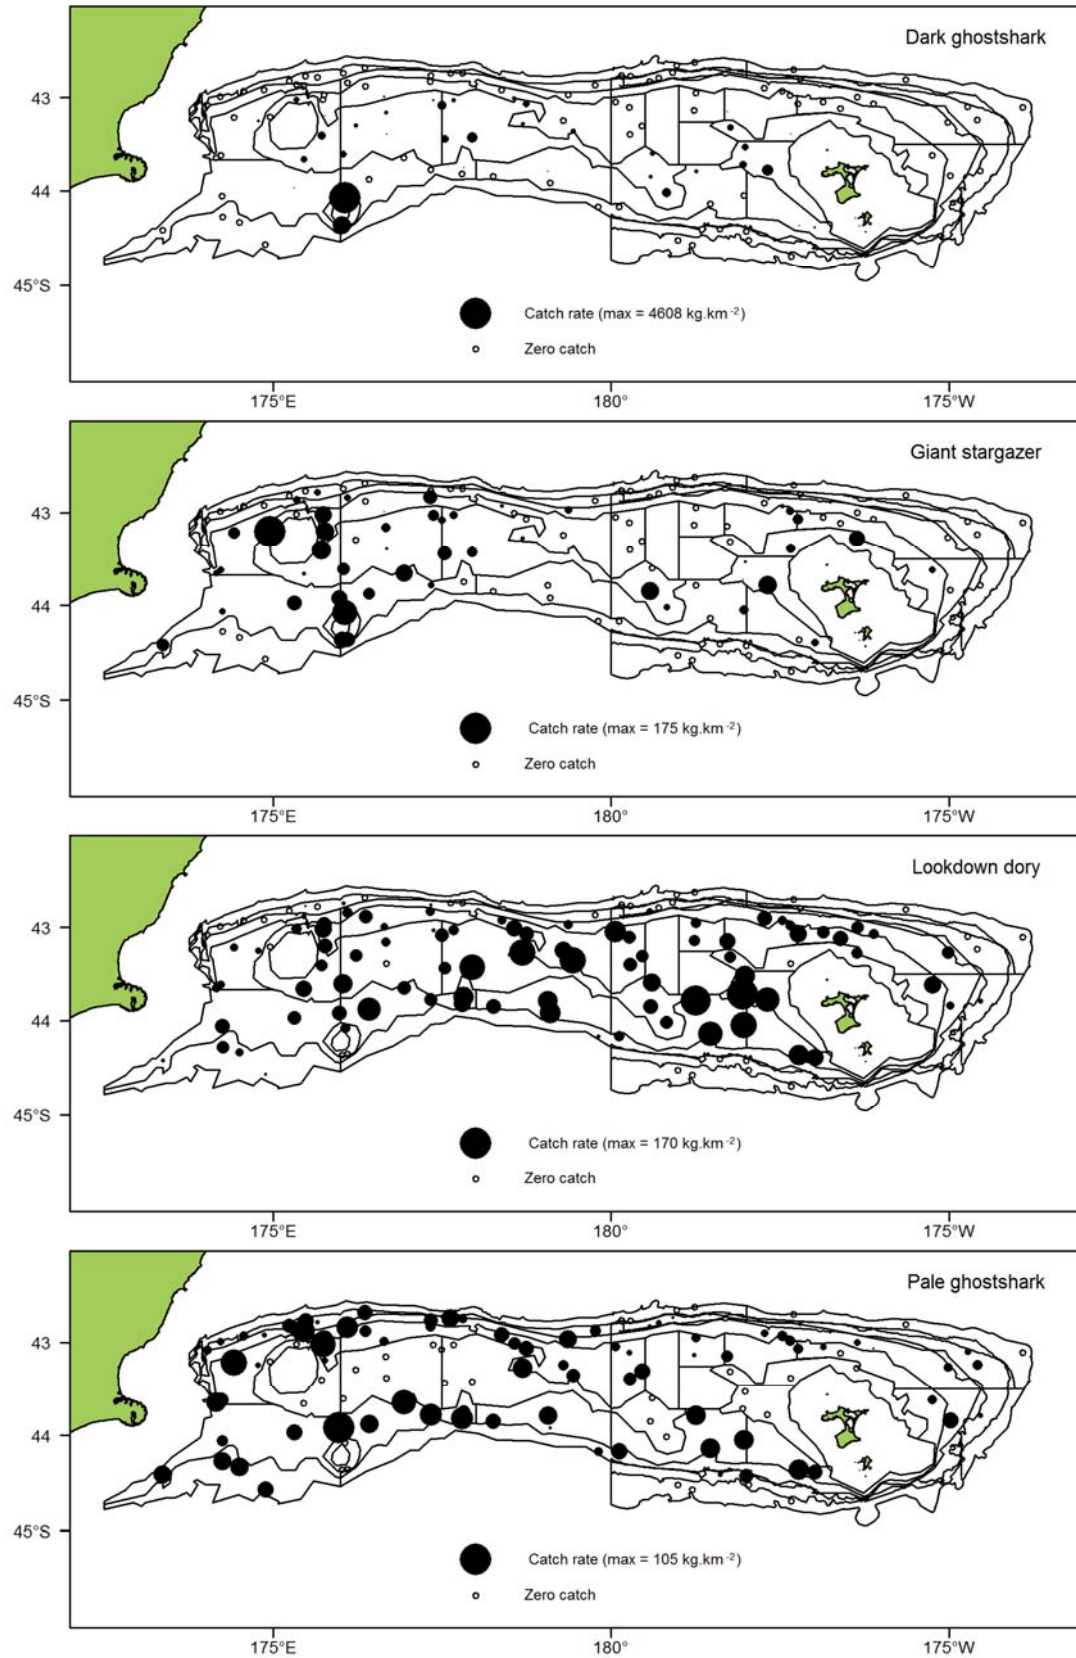 Dark ghostshark
43
44
45°S
Catch rate (max = 4608 kg.km⁻²)
Zero catch
175°E 180° 175°W
Giant stargazer
43
44
45°S
Catch rate (max = 175 kg.km⁻²)
Zero catch
175°E 180° 175°W
Lookdown dory
43
44
45°S
Catch rate (max = 170 kg.km⁻²)
Zero catch
175°E 180° 175°W
Pale ghostshark
43
44
45°S
Catch rate (max = 105 kg.km⁻²)
Zero catch
175°E 180° 175°W